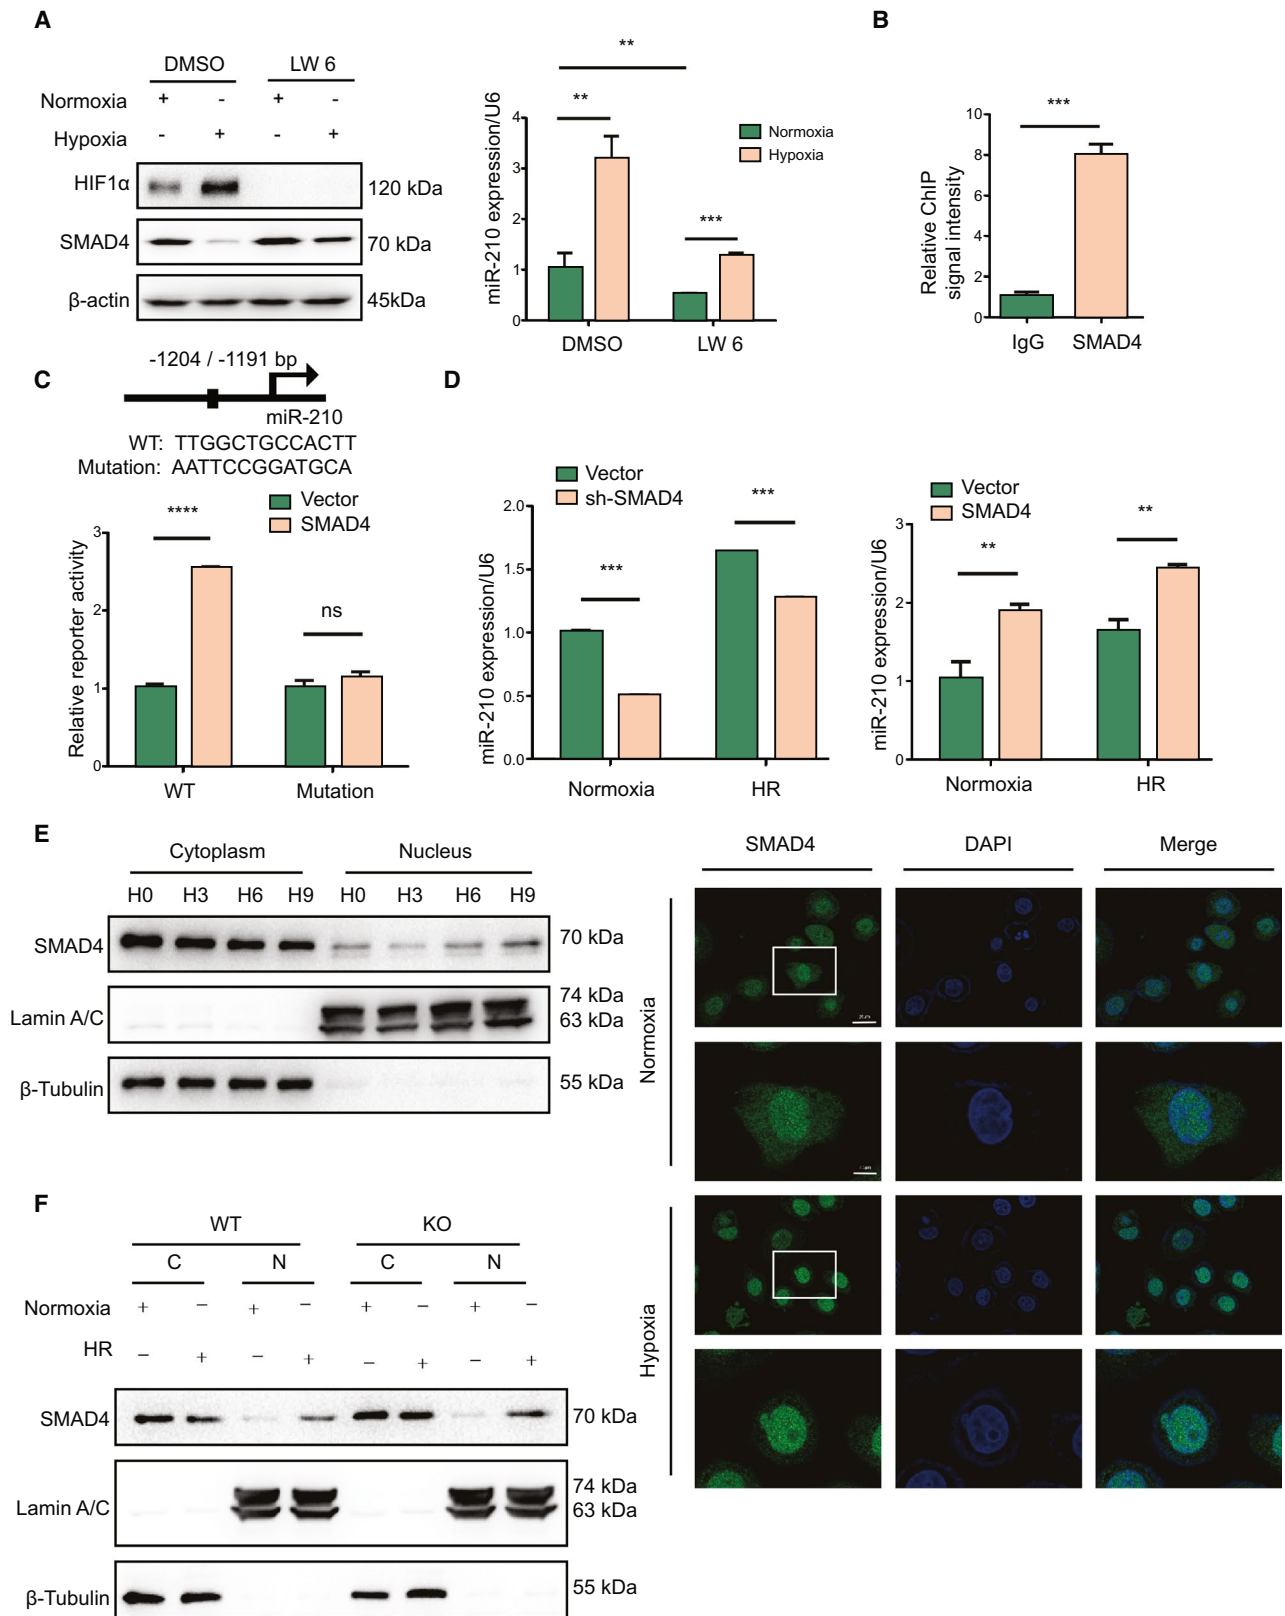 A
DMSO LW 6
Normoxia + - + -
Hypoxia - + - +
HIF1α 120 kDa
SMAD4 70 kDa
β-actin 45kDa
**
**
***
miR-210 expression/U6
4
3
2
1
0
Normoxia
Hypoxia
DMSO LW 6
B
***
Relative ChIP
signal intensity
10
8
6
4
2
0
IgG SMAD4
C
-1204 / -1191 bp
miR-210
WT: TTGGCTGCCACTT
Mutation: AATTCCGGATGCA
Vector
SMAD4
****
ns
Relative reporter activity
3
2
1
0
WT Mutation
D
Vector
sh-SMAD4
***
***
miR-210 expression/U6
2.0
1.5
1.0
0.5
0.0
Normoxia HR
Vector
SMAD4
**
**
miR-210 expression/U6
3
2
1
0
Normoxia HR
E
Cytoplasm Nucleus
H0 H3 H6 H9 H0 H3 H6 H9
SMAD4 70 kDa
Lamin A/C 74 kDa
63 kDa
β-Tubulin 55 kDa
SMAD4 DAPI Merge
Normoxia
Hypoxia
F
WT KO
C N C N
Normoxia + − + − + − + −
HR − + − + − + − +
SMAD4 70 kDa
Lamin A/C 74 kDa
63 kDa
β-Tubulin 55 kDa